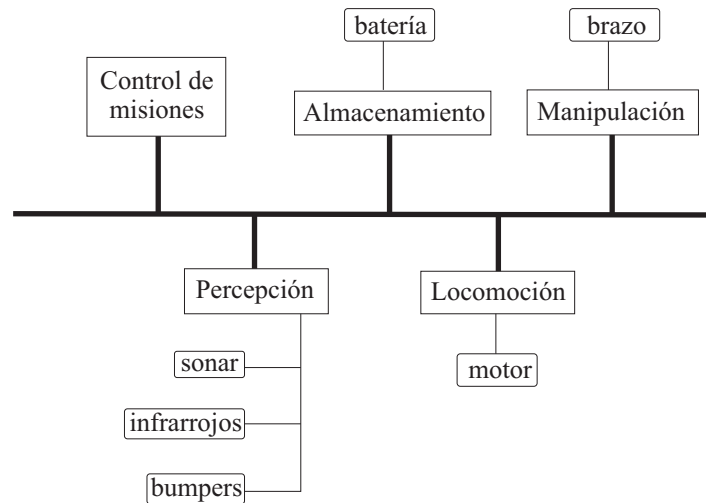 batería
brazo
Control de
misiones
Almacenamiento
Manipulación
Percepción
Locomoción
sonar
motor
infrarrojos
bumpers